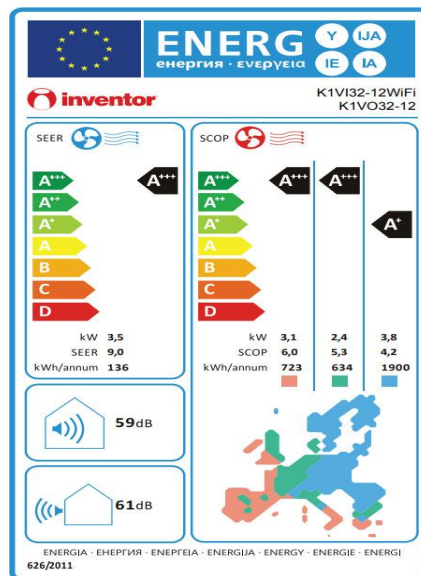 ENERG Y IJA
енергия · ενεργεια IE IA
inventor
K1VI32-12WiFi
K1VO32-12
SEER
SCOP
A+++
A++
A+
A
B
C
D
A+++
A+++
A++
A+
A
B
C
D
A+++
A+++
A+
kW 3,5
SEER 9,0
kWh/annum 136
kW 3,1 2,4 3,8
SCOP 6,0 5,3 4,2
kWh/annum 723 634 1900
59dB
61dB
ENERGIA · ЕНЕРГИЯ · ΕΝΕΡΓΕΙΑ · ENERGIJA · ENERGY · ENERGIE · ENERGI
626/2011